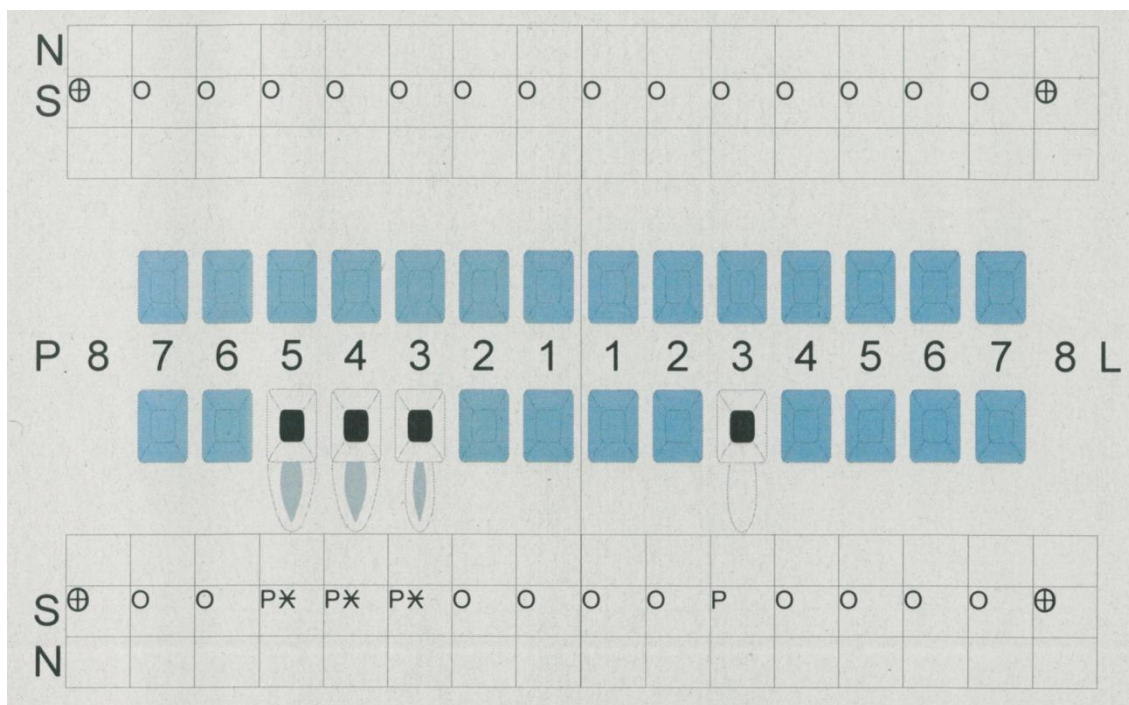 N
S ⊕ O O O O O O O O O O O O O O ⊕
P 8 7 6 5 4 3 2 1 1 2 3 4 5 6 7 8 L
S ⊕ O O P* P* P* O O O O P O O O O ⊕
N